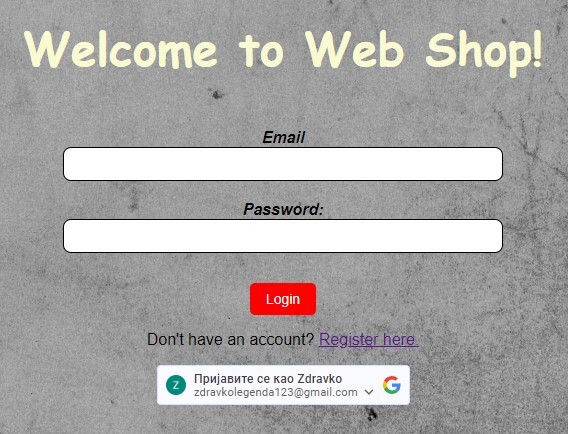 Welcome to Web Shop!
Email
Password:
Login
Don't have an account? Register here.
Z
Пријавите се као Zdravko
zdravkolegenda123@gmail.com